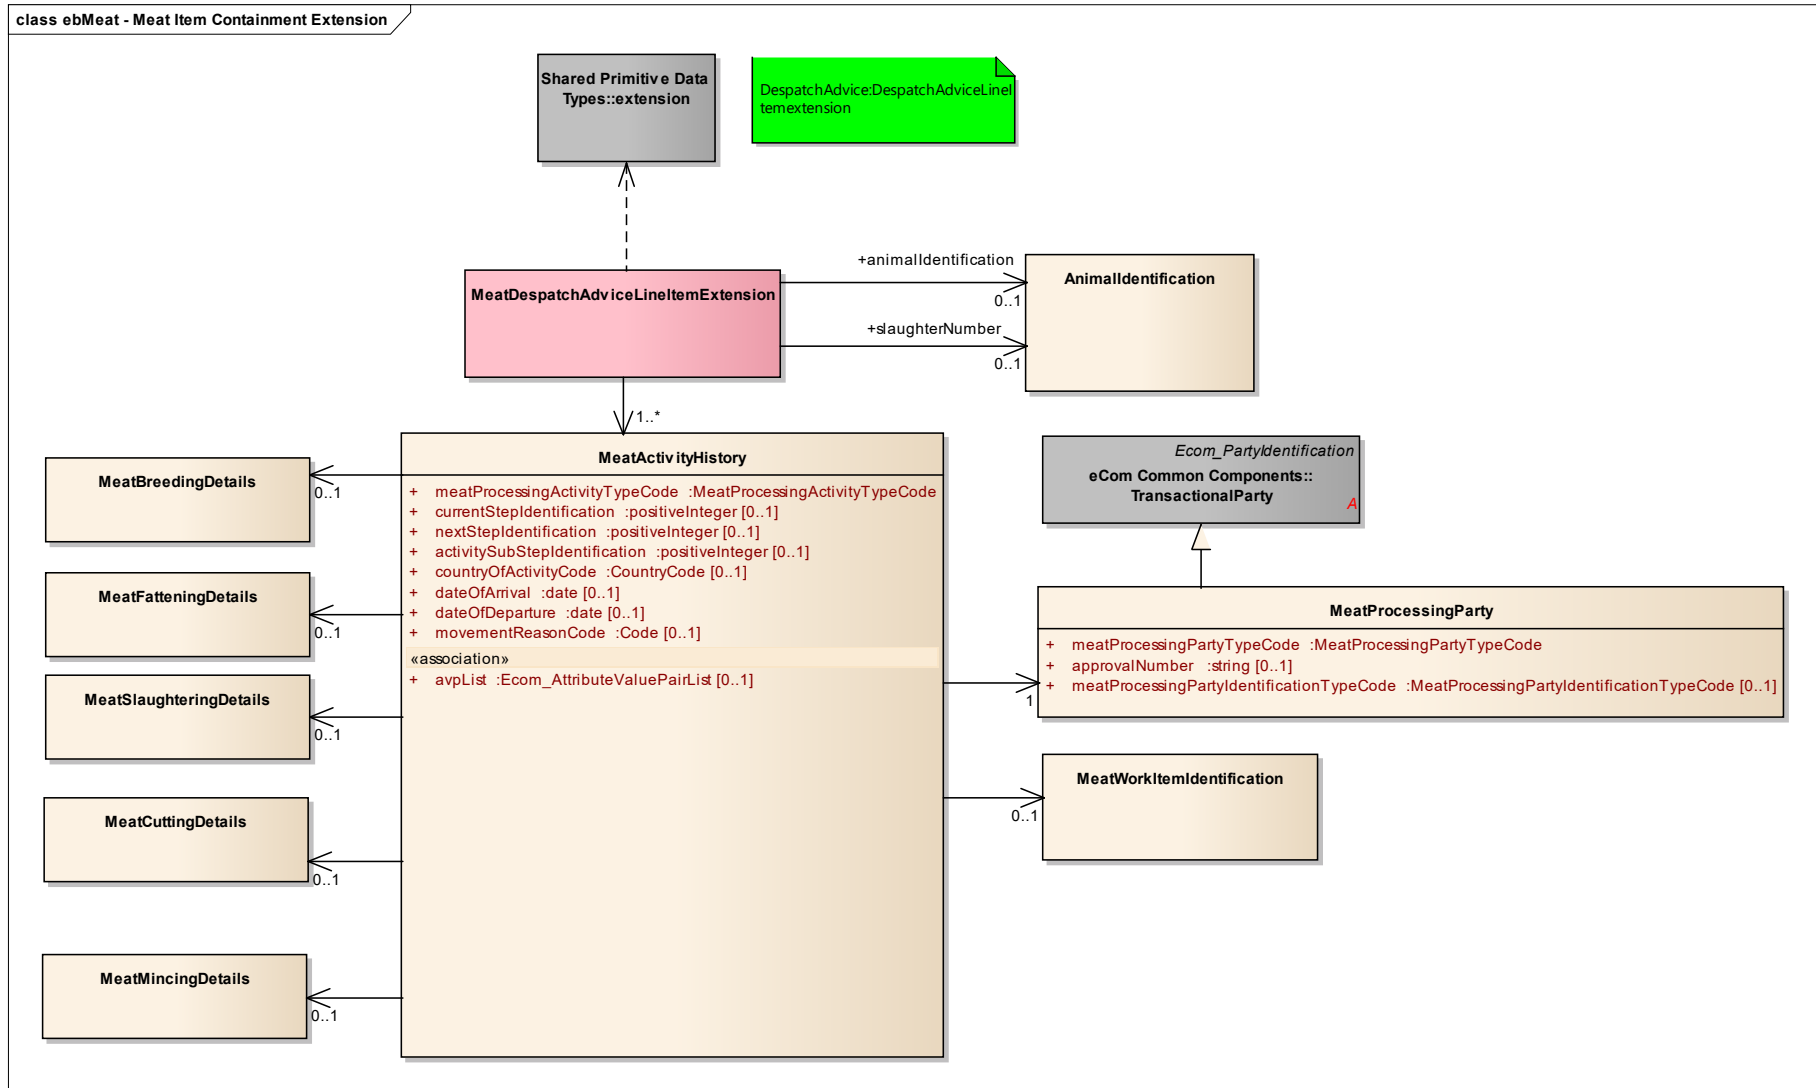 class ebMeat - Meat Item Containment Extension
Shared Primitive Data
Types::extension
DespatchAdvice:DespatchAdviceLineI
temextension
MeatDespatchAdviceLineItemExtension
+animalIdentification
0..1
+slaughterNumber
0..1
AnimalIdentification
1..*
MeatActivityHistory
+ meatProcessingActivityTypeCode :MeatProcessingActivityTypeCode
+ currentStepIdentification :positiveInteger [0..1]
+ nextStepIdentification :positiveInteger [0..1]
+ activitySubStepIdentification :positiveInteger [0..1]
+ countryOfActivityCode :CountryCode [0..1]
+ dateOfArrival :date [0..1]
+ dateOfDeparture :date [0..1]
+ movementReasonCode :Code [0..1]
«association»
+ avpList :Ecom_AttributeValuePairList [0..1]
MeatBreedingDetails
0..1
MeatFatteningDetails
0..1
MeatSlaughteringDetails
0..1
MeatCuttingDetails
0..1
MeatMincingDetails
0..1
Ecom_PartyIdentification
eCom Common Components::
TransactionalParty
A
MeatProcessingParty
+ meatProcessingPartyTypeCode :MeatProcessingPartyTypeCode
+ approvalNumber :string [0..1]
+ meatProcessingPartyIdentificationTypeCode :MeatProcessingPartyIdentificationTypeCode [0..1]
1
MeatWorkItemIdentification
0..1